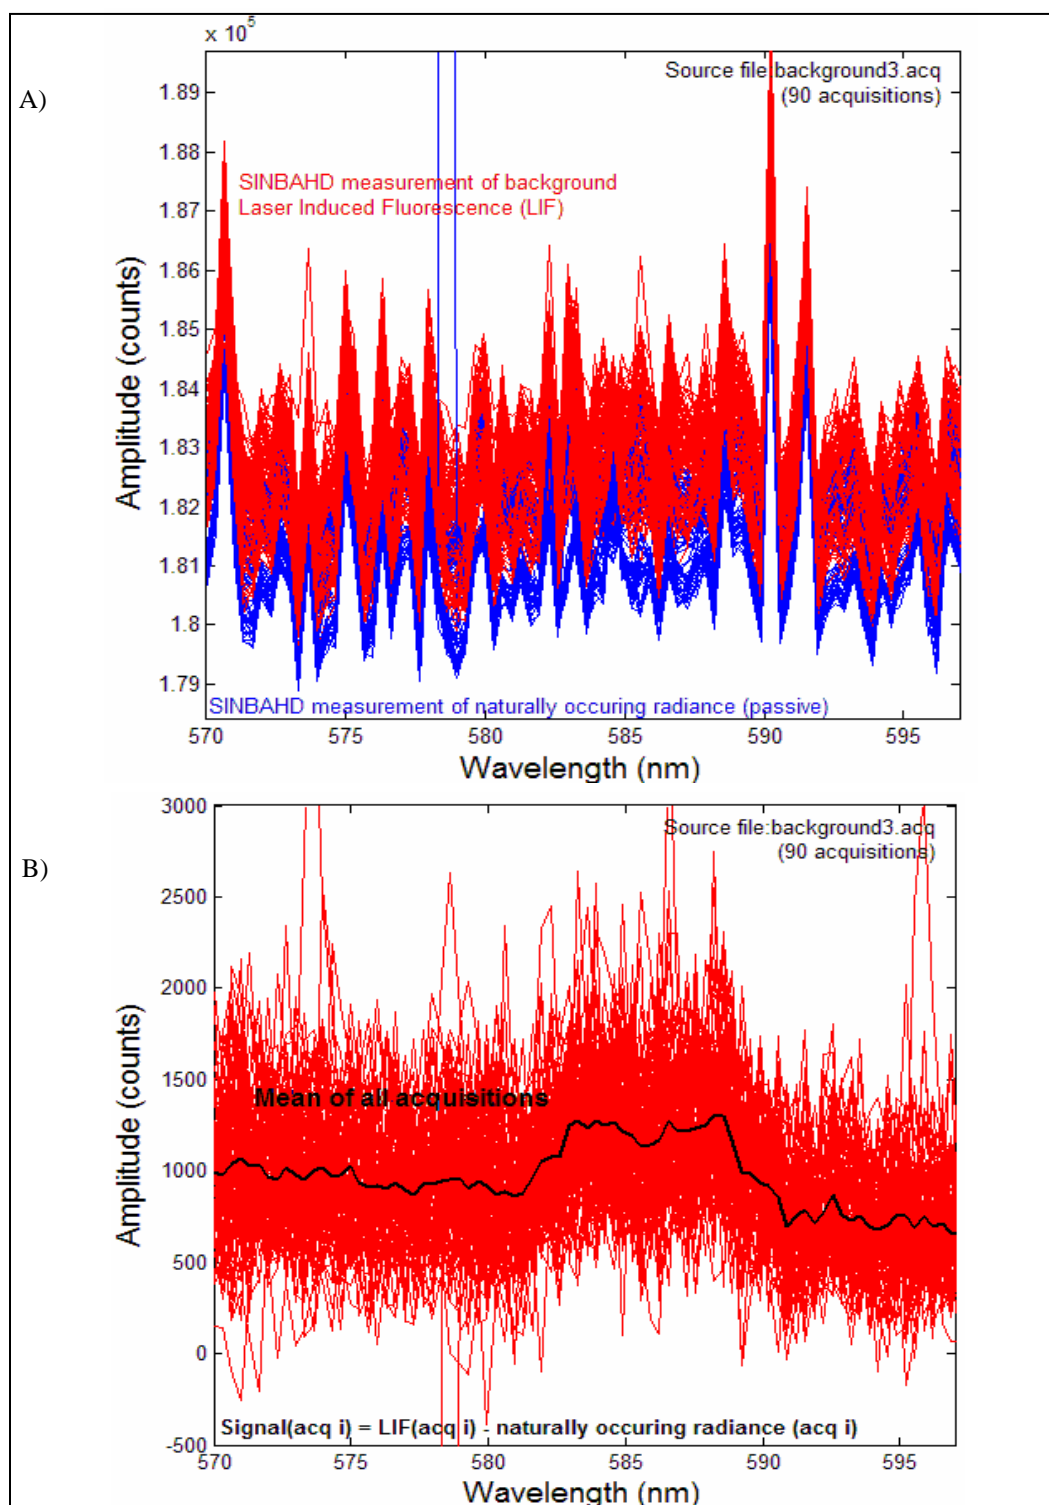 A)
x 10^5
Source file:background3.acq
(90 acquisitions)
SINBAHD measurement of background
Laser Induced Fluorescence (LIF)
1.89
1.88
1.87
1.86
1.85
1.84
1.83
1.82
1.81
1.8
1.79
Amplitude (counts)
SINBAHD measurement of naturally occuring radiance (passive)
570 575 580 585 590 595
Wavelength (nm)
B)
3000
2500
2000
1500
1000
500
0
-500
Amplitude (counts)
Source file:background3.acq
(90 acquisitions)
Mean of all acquisitions
Signal(acq i) = LIF(acq i) - naturally occuring radiance (acq i)
570 575 580 585 590 595
Wavelength (nm)